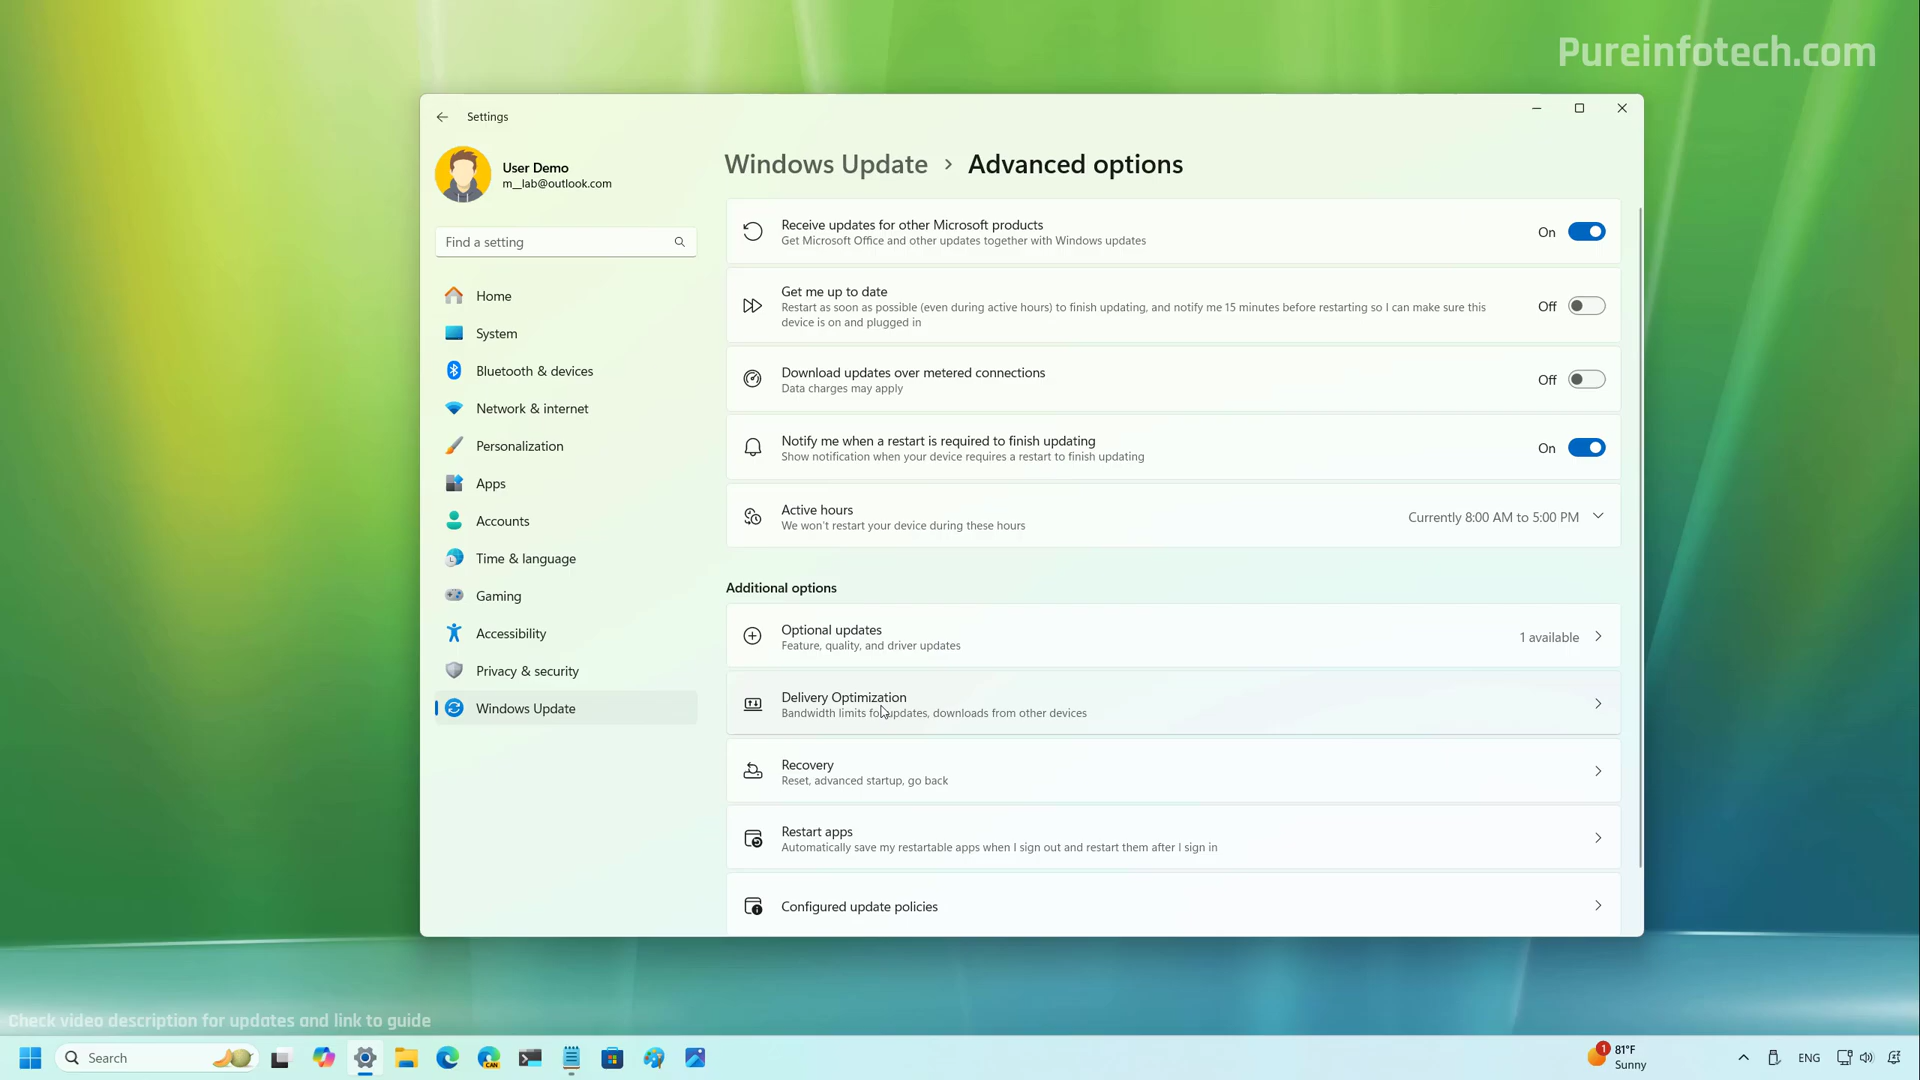 Pureinfotech.com
Settings
User Demo
m__lab@outlook.com
Find a setting
Home
System
Bluetooth & devices
Network & internet
Personalization
Apps
Accounts
Time & language
Gaming
Accessibility
Privacy & security
Windows Update
Windows Update > Advanced options
Receive updates for other Microsoft products
Get Microsoft Office and other updates together with Windows updates
On
Get me up to date
Restart as soon as possible (even during active hours) to finish updating, and notify me 15 minutes before restarting so I can make sure this
device is on and plugged in
Off
Download updates over metered connections
Data charges may apply
Off
Notify me when a restart is required to finish updating
Show notification when your device requires a restart to finish updating
On
Active hours
We won't restart your device during these hours
Currently 8:00 AM to 5:00 PM
Additional options
Optional updates
Feature, quality, and driver updates
1 available
Delivery Optimization
Bandwidth limits for updates, downloads from other devices
Recovery
Reset, advanced startup, go back
Restart apps
Automatically save my restartable apps when I sign out and restart them after I sign in
Configured update policies
Check video description for updates and link to guide
Search
CAN
1
81°F
Sunny
ENG